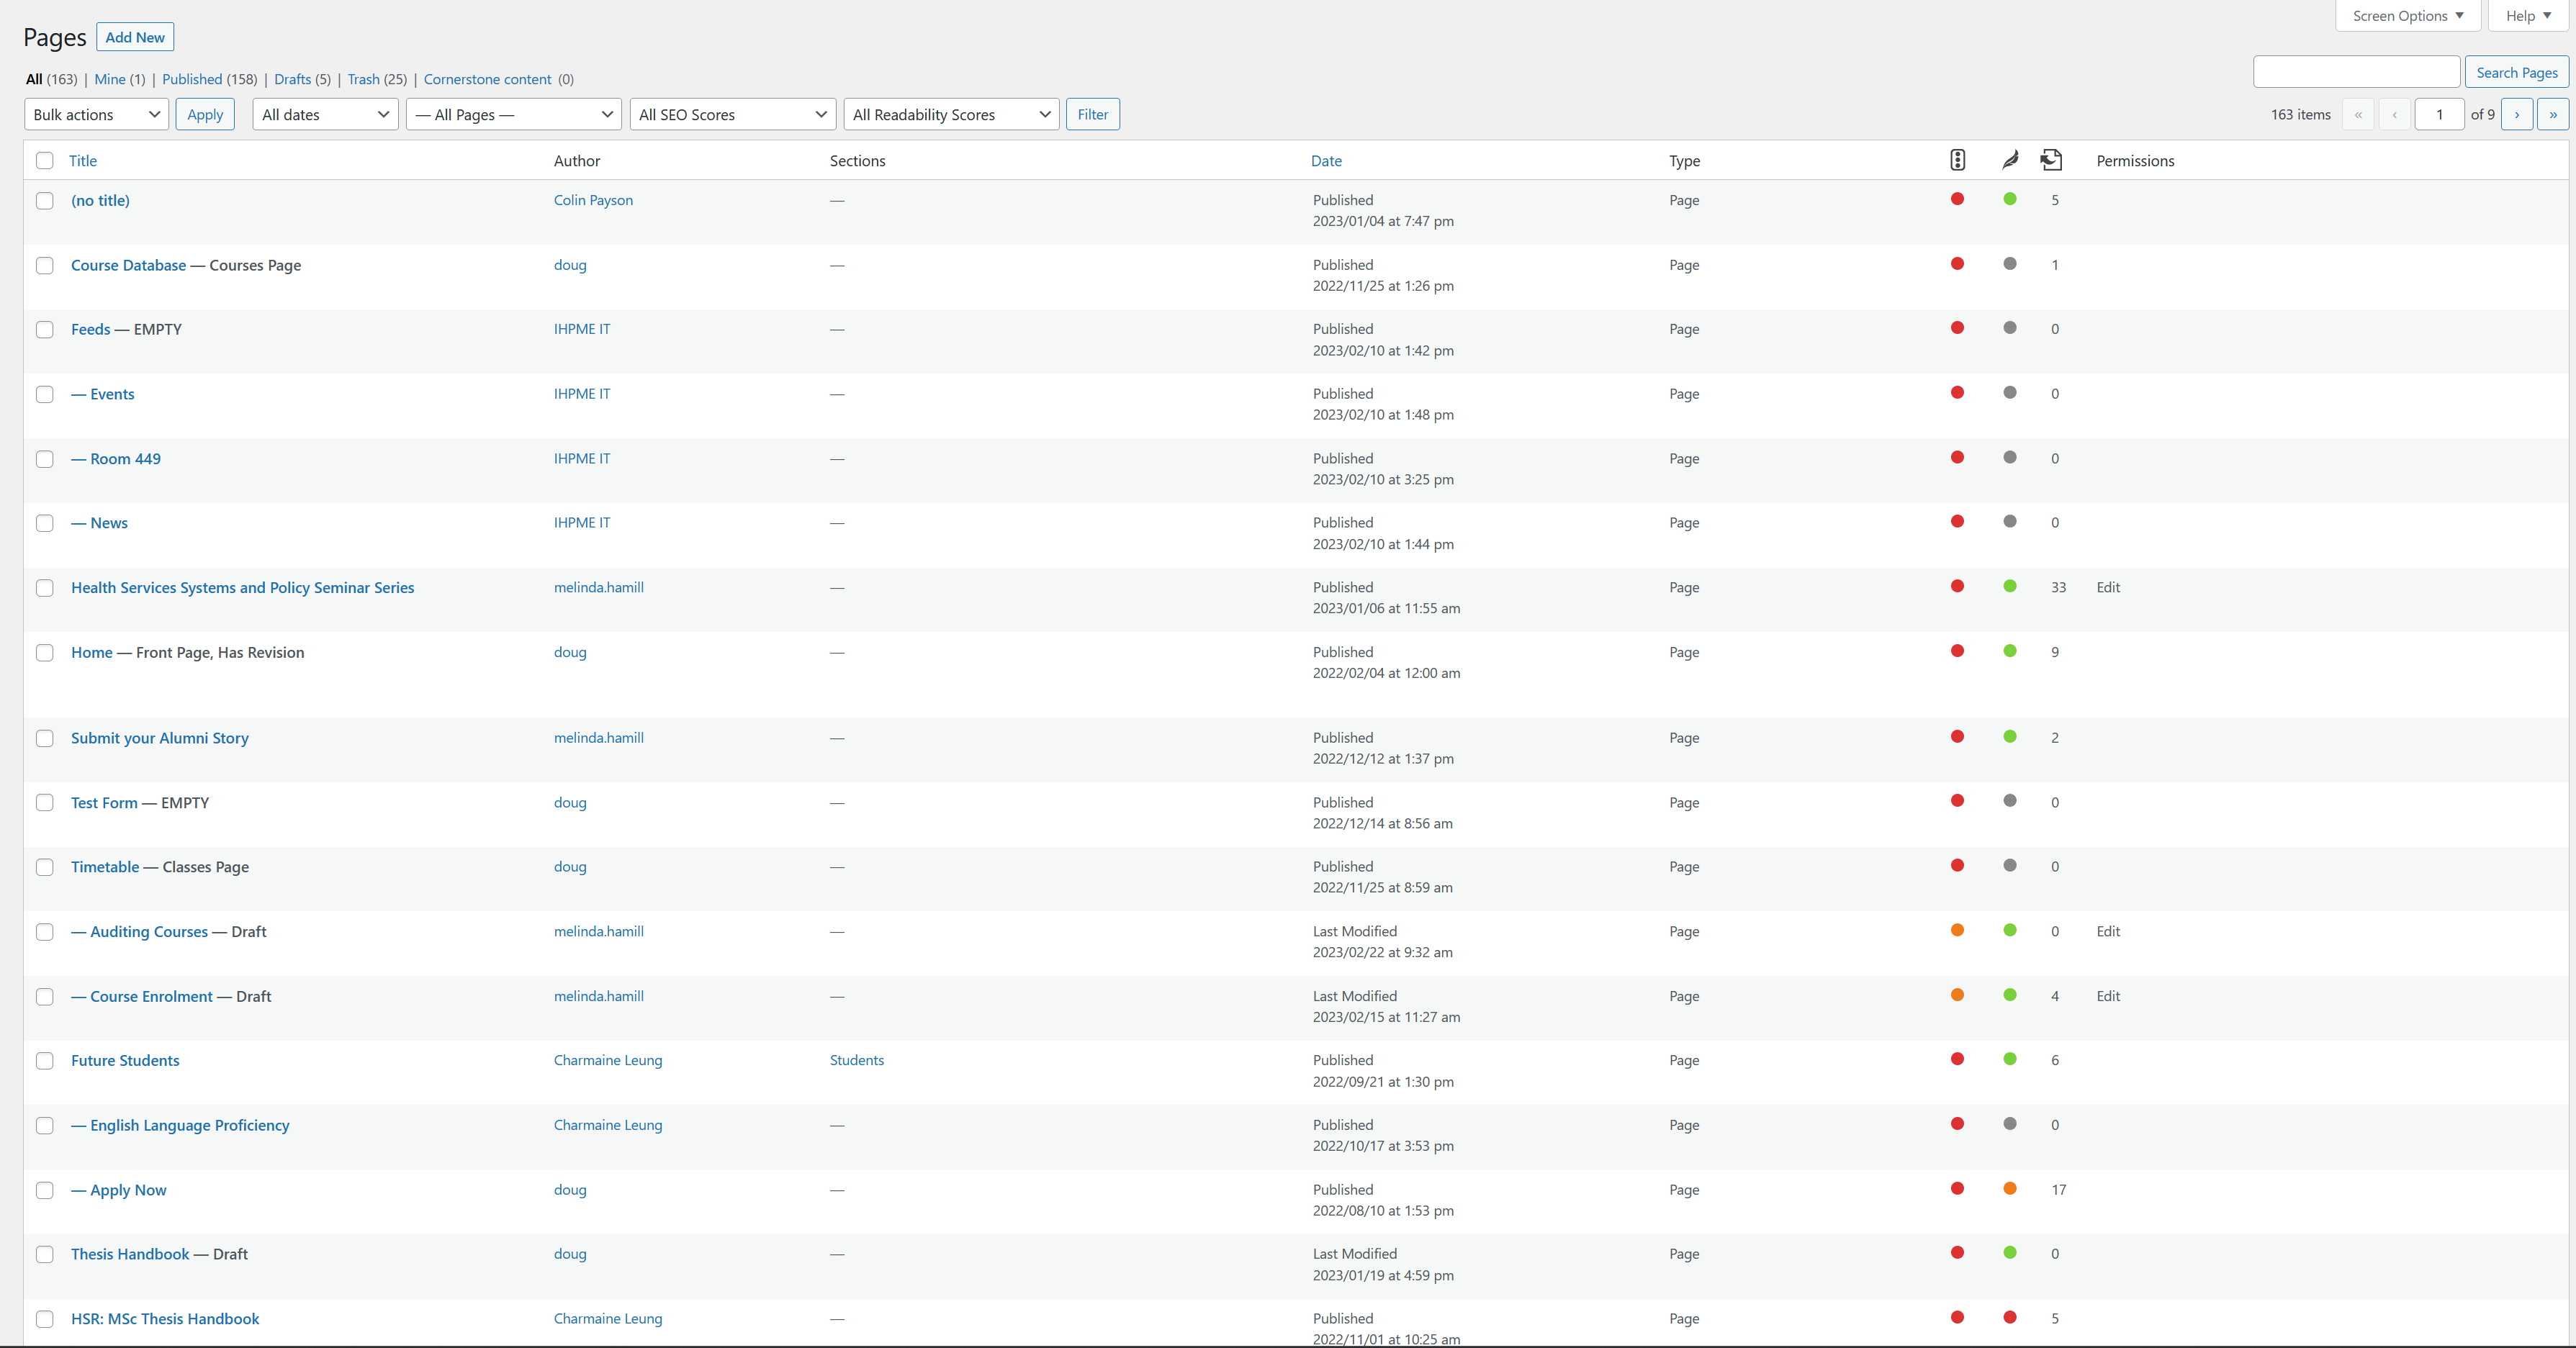 Screen Options ▼ Help ▼
Pages Add New
All (163) | Mine (1) | Published (158) | Drafts (5) | Trash (25) | Cornerstone content (0)
Search Pages
Bulk actions Apply All dates — All Pages — All SEO Scores All Readability Scores Filter 163 items « ‹ 1 of 9 › »
Title Author Sections Date Type Permissions
(no title) Colin Payson — Published Page 5
2023/01/04 at 7:47 pm
Course Database — Courses Page doug — Published Page 1
2022/11/25 at 1:26 pm
Feeds — EMPTY IHPME IT — Published Page 0
2023/02/10 at 1:42 pm
— Events IHPME IT — Published Page 0
2023/02/10 at 1:48 pm
— Room 449 IHPME IT — Published Page 0
2023/02/10 at 3:25 pm
— News IHPME IT — Published Page 0
2023/02/10 at 1:44 pm
Health Services Systems and Policy Seminar Series melinda.hamill — Published Page 33 Edit
2023/01/06 at 11:55 am
Home — Front Page, Has Revision doug — Published Page 9
2022/02/04 at 12:00 am
Submit your Alumni Story melinda.hamill — Published Page 2
2022/12/12 at 1:37 pm
Test Form — EMPTY doug — Published Page 0
2022/12/14 at 8:56 am
Timetable — Classes Page doug — Published Page 0
2022/11/25 at 8:59 am
— Auditing Courses — Draft melinda.hamill — Last Modified Page 0 Edit
2023/02/22 at 9:32 am
— Course Enrolment — Draft melinda.hamill — Last Modified Page 4 Edit
2023/02/15 at 11:27 am
Future Students Charmaine Leung Students Published Page 6
2022/09/21 at 1:30 pm
— English Language Proficiency Charmaine Leung — Published Page 0
2022/10/17 at 3:53 pm
— Apply Now doug — Published Page 17
2022/08/10 at 1:53 pm
Thesis Handbook — Draft doug — Last Modified Page 0
2023/01/19 at 4:59 pm
HSR: MSc Thesis Handbook Charmaine Leung — Published Page 5
2022/11/01 at 10:25 am